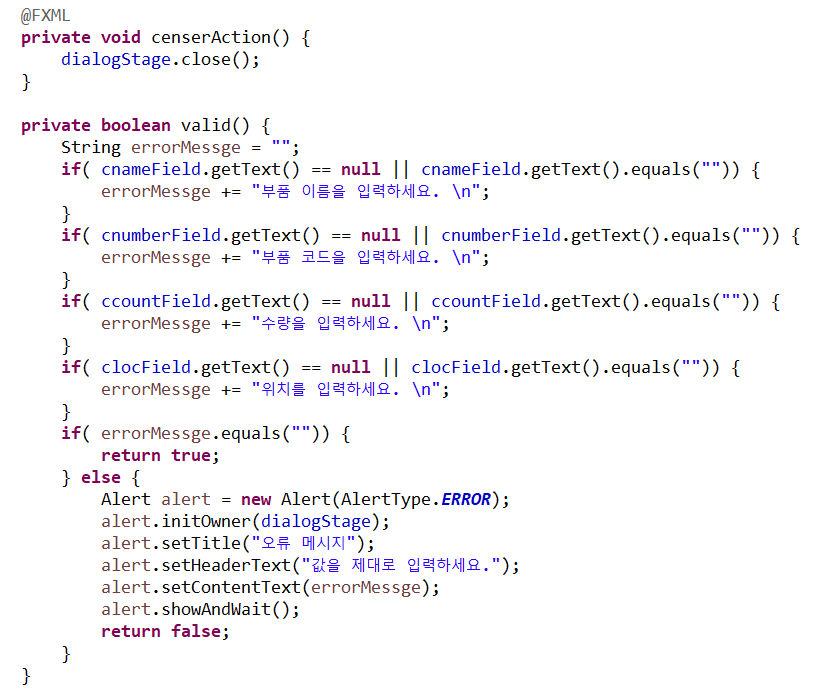 @FXML
private void censerAction() {
dialogStage.close();
}
private boolean valid() {
String errorMessge = "";
if( cnameField.getText() == null || cnameField.getText().equals("")) {
errorMessge += "부품 이름을 입력하세요. \n";
}
if( cnumberField.getText() == null || cnumberField.getText().equals("")) {
errorMessge += "부품 코드을 입력하세요. \n";
}
if( ccountField.getText() == null || ccountField.getText().equals("")) {
errorMessge += "수량을 입력하세요. \n";
}
if( clocField.getText() == null || clocField.getText().equals("")) {
errorMessge += "위치를 입력하세요. \n";
}
if( errorMessge.equals("")) {
return true;
} else {
Alert alert = new Alert(AlertType.ERROR);
alert.initOwner(dialogStage);
alert.setTitle("오류 메시지");
alert.setHeaderText("값을 제대로 입력하세요.");
alert.setContentText(errorMessge);
alert.showAndWait();
return false;
}
}